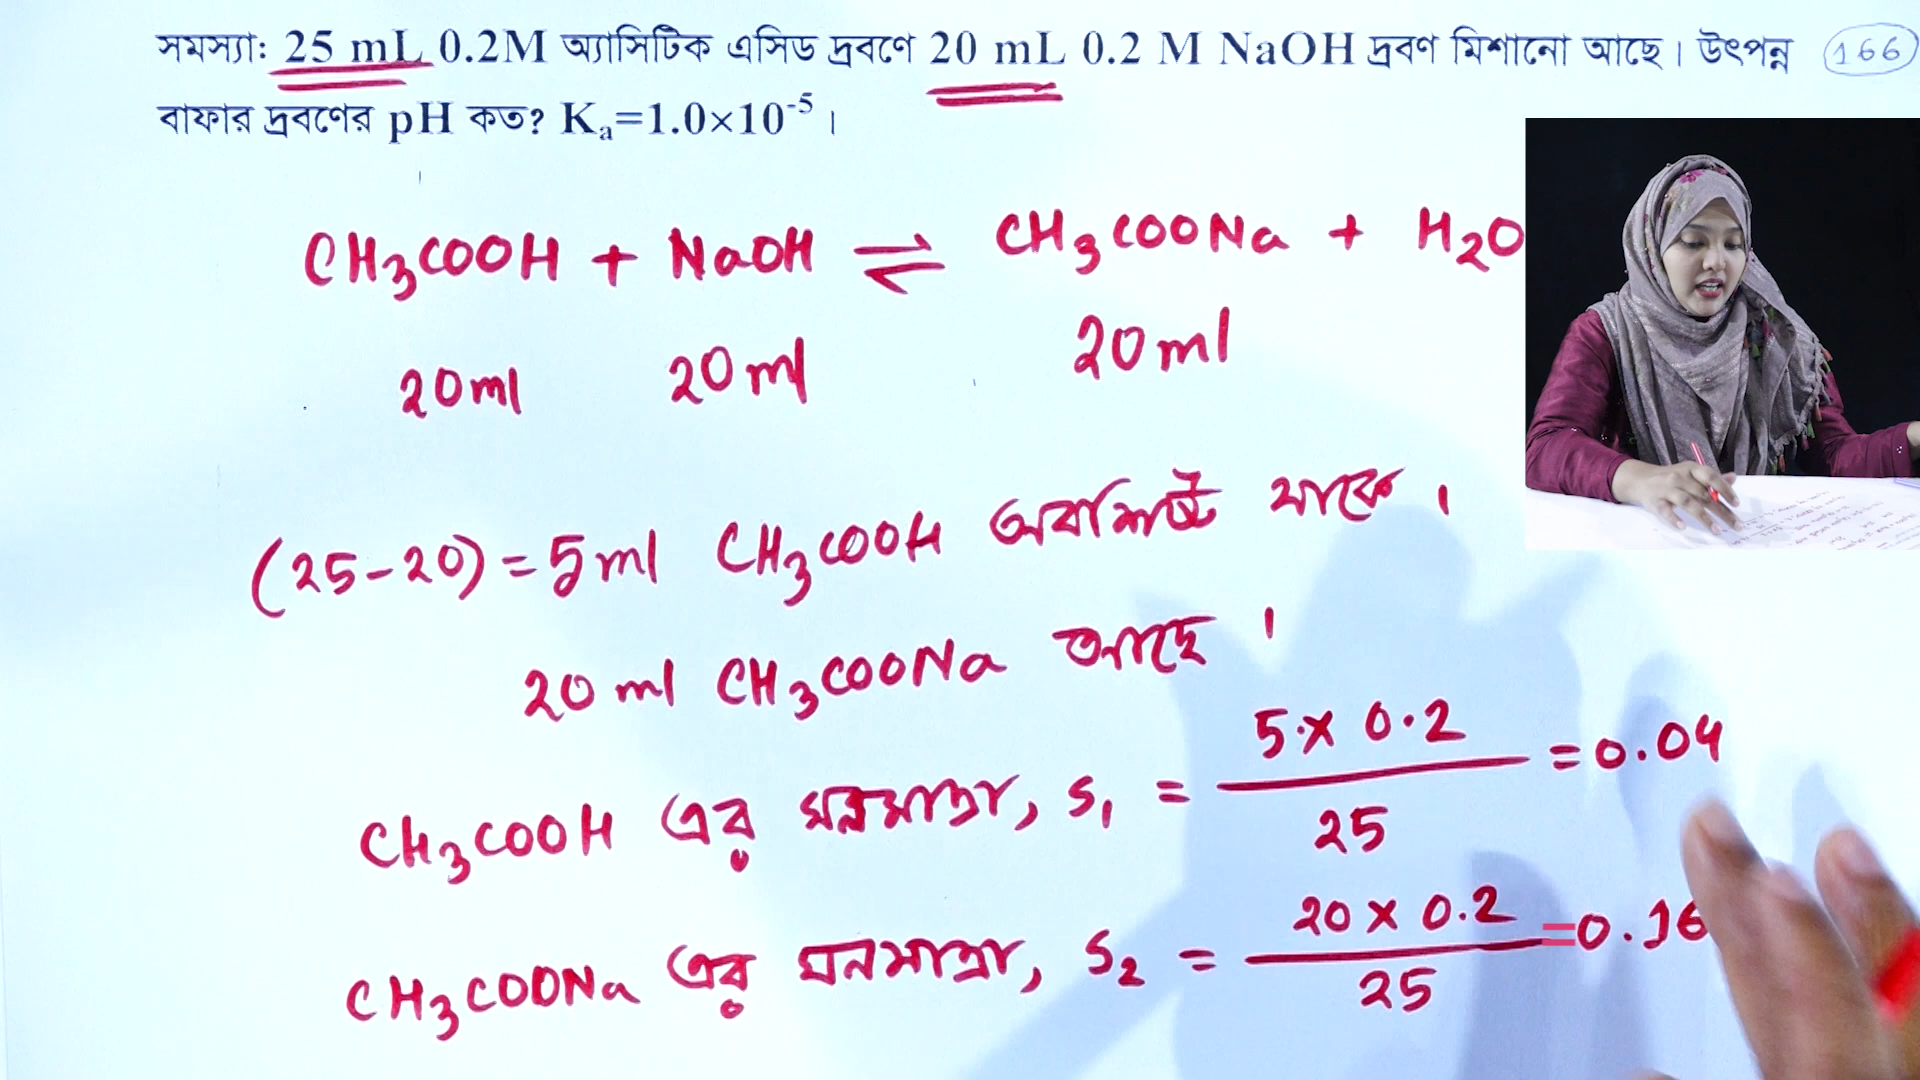 সমস্যাঃ 25 mL 0.2M অ্যাসিটিক এসিড দ্রবণে 20 mL 0.2 M NaOH দ্রবণ মিশানো আছে। উৎপন্ন 166
বাফার দ্রবণের pH কত? Kₐ=1.0×10⁻⁵।
CH₃COOH + NaOH ⇌ CH₃COONa + H₂O
20ml 20ml 20ml
(25-20) = 5ml CH₃COOH অবশিষ্ট থাকে।
20 ml CH₃COONa আছে।
CH₃COOH এর ঘনমাত্রা, S₁ = 5 × 0.2 / 25 = 0.04
CH₃COONa এর ঘনমাত্রা, S₂ = 20 × 0.2 / 25 = 0.16